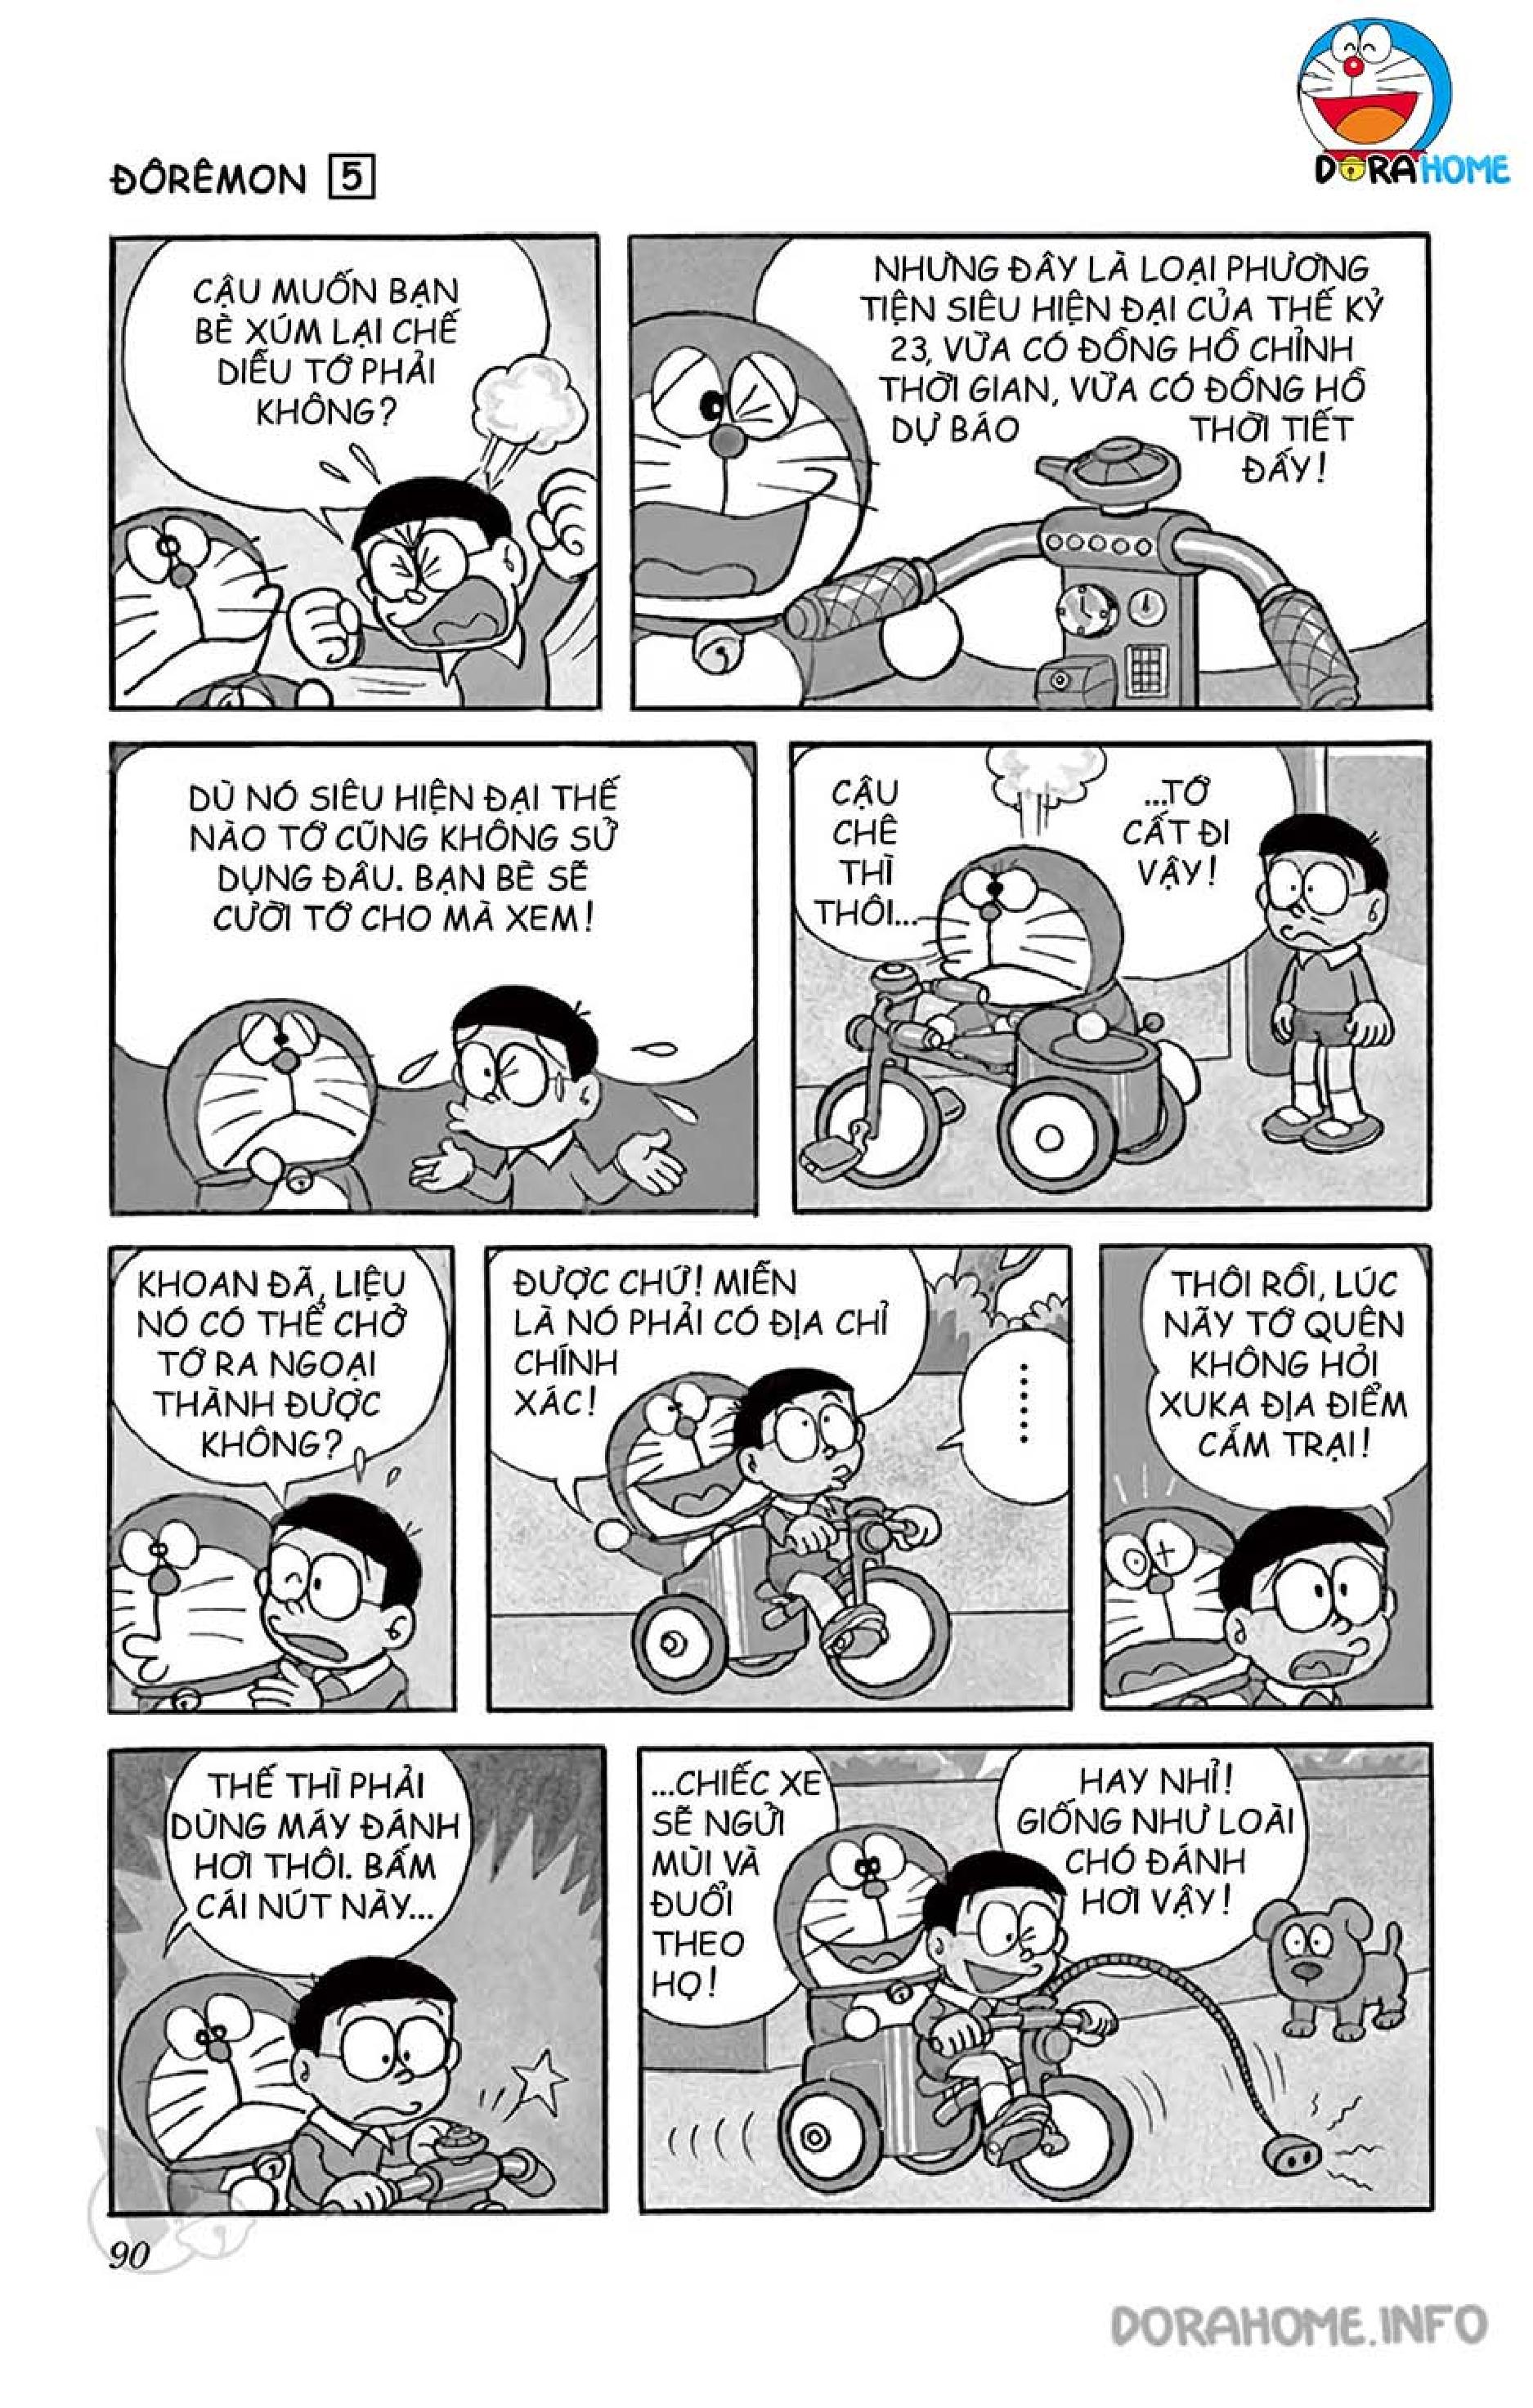 DORAHOME
ĐÔRÊMON 5
CẬU MUỐN BẠN
BÈ XÚM LẠI CHẾ
DIỄU TỚ PHẢI
KHÔNG?
NHƯNG ĐÂY LÀ LOẠI PHƯƠNG
TIỆN SIÊU HIỆN ĐẠI CỦA THẾ KỶ
23, VỪA CÓ ĐỒNG HỒ CHỈNH
THỜI GIAN, VỪA CÓ ĐỒNG HỒ
DỰ BÁO THỜI TIẾT
ĐẤY!
DÙ NÓ SIÊU HIỆN ĐẠI THẾ
NÀO TỚ CŨNG KHÔNG SỬ
DỤNG ĐÂU. BẠN BÈ SẼ
CƯỜI TỚ CHO MÀ XEM!
CẬU
CHÊ
THÌ
THÔI...
...TỚ
CẤT ĐI
VẬY!
KHOAN ĐÃ, LIỆU
NÓ CÓ THỂ CHỞ
TỚ RA NGOẠI
THÀNH ĐƯỢC
KHÔNG?
ĐƯỢC CHỨ! MIỄN
LÀ NÓ PHẢI CÓ ĐỊA CHỈ
CHÍNH
XÁC!
......
THÔI RỒI, LÚC
NÃY TỚ QUÊN
KHÔNG HỎI
XUKA ĐỊA ĐIỂM
CẮM TRẠI!
THẾ THÌ PHẢI
DÙNG MÁY ĐÁNH
HƠI THÔI. BẤM
CÁI NÚT NÀY...
...CHIẾC XE
SẼ NGỬI
MÙI VÀ
ĐUỔI
THEO
HỌ!
HAY NHỈ!
GIỐNG NHƯ LOÀI
CHÓ ĐÁNH
HƠI VẬY!
90
DORAHOME.INFO